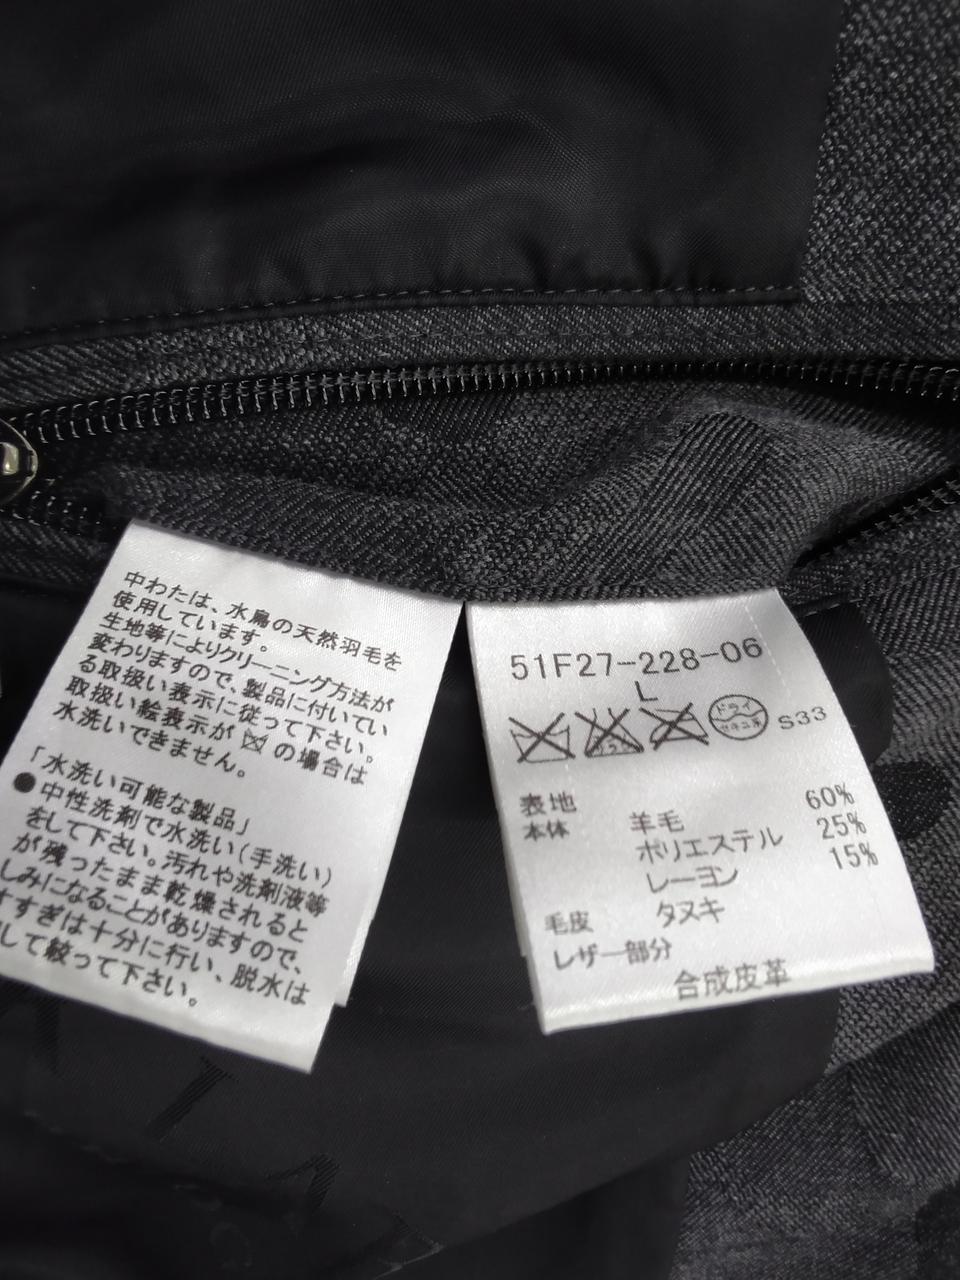 中わたは、水鳥の天然羽毛を
使用しています。
生地等によりクリーニング方法が
変わりますので、製品に付いてい
る取扱い表示に従って下さい。
取扱い絵表示が の場合は
水洗いできません。
「水洗い可能な製品」
●中性洗剤で水洗い(手洗い)
をして下さい。汚れや洗剤液等
が残ったまま乾燥されると
しみになることがありますので、
すすぎは十分に行い、脱水は
して絞って下さい。
51F27-228-06
L
ドライ
セキユ系
S33
表地
本体
羊毛 60%
ポリエステル 25%
レーヨン 15%
毛皮 タヌキ
レザー部分
合成皮革